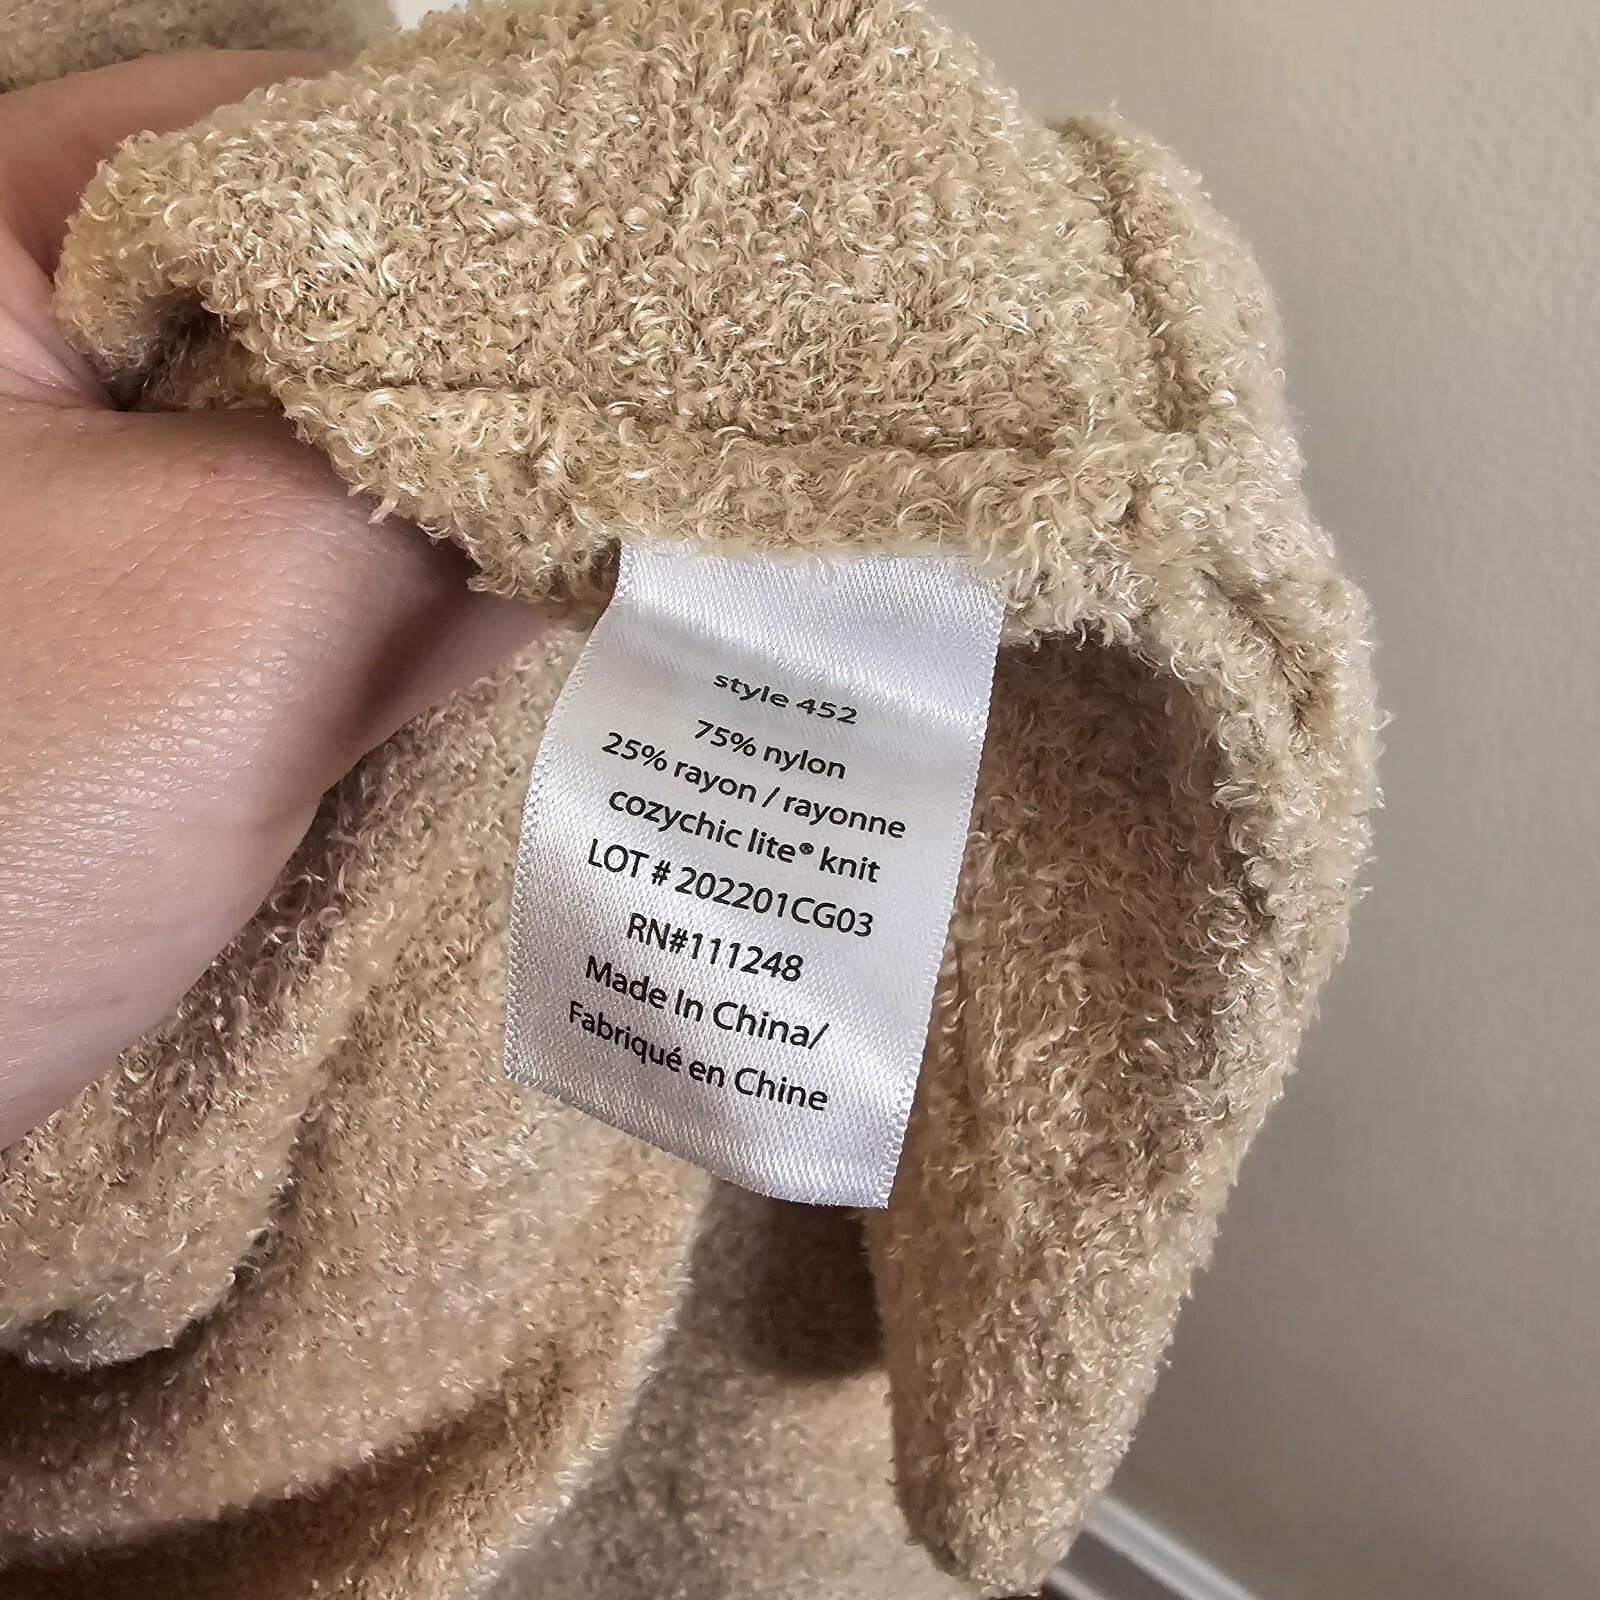 style 452
75% nylon
25% rayon / rayonne
cozychic lite® knit
LOT # 202201CG03
RN#111248
Made In China/
Fabriqué en Chine